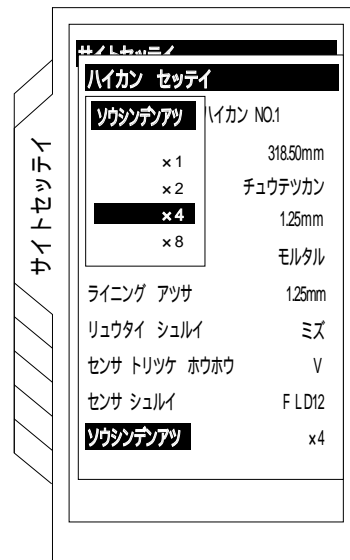 サイトセッテイ
サイトセッテイ
ハイカン セッテイ
ソウシンデンアツ
ハイカン NO.1
×1
318.50mm
×2
チュウテツカン
×4
1.25mm
×8
モルタル
ライニング アツサ 1.25mm
リュウタイ シュルイ ミズ
センサ トリツケ ホウホウ V
センサ シュルイ FLD12
ソウシンデンアツ ×4